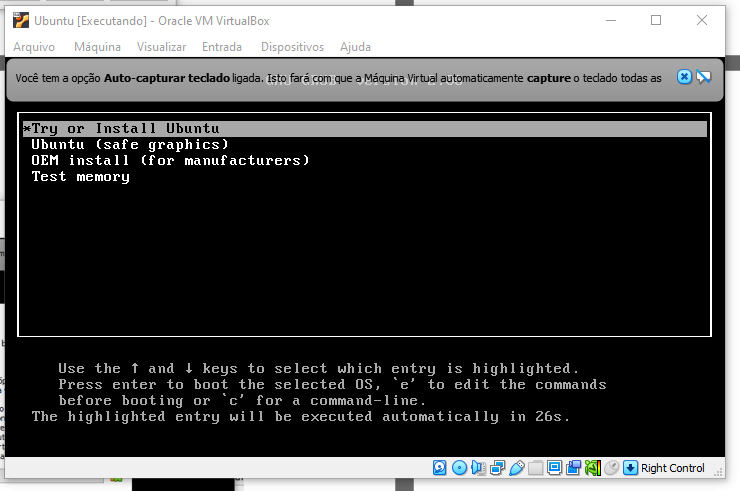 Ubuntu [Executando] - Oracle VM VirtualBox
Arquivo Máquina Visualizar Entrada Dispositivos Ajuda
Você tem a opção Auto-capturar teclado ligada. Isto fará com que a Máquina Virtual automaticamente capture o teclado todas as
*Try or Install Ubuntu
Ubuntu (safe graphics)
OEM install (for manufacturers)
Test memory
Use the ↑ and ↓ keys to select which entry is highlighted.
Press enter to boot the selected OS, `e' to edit the commands
before booting or `c' for a command-line.
The highlighted entry will be executed automatically in 26s.
Right Control